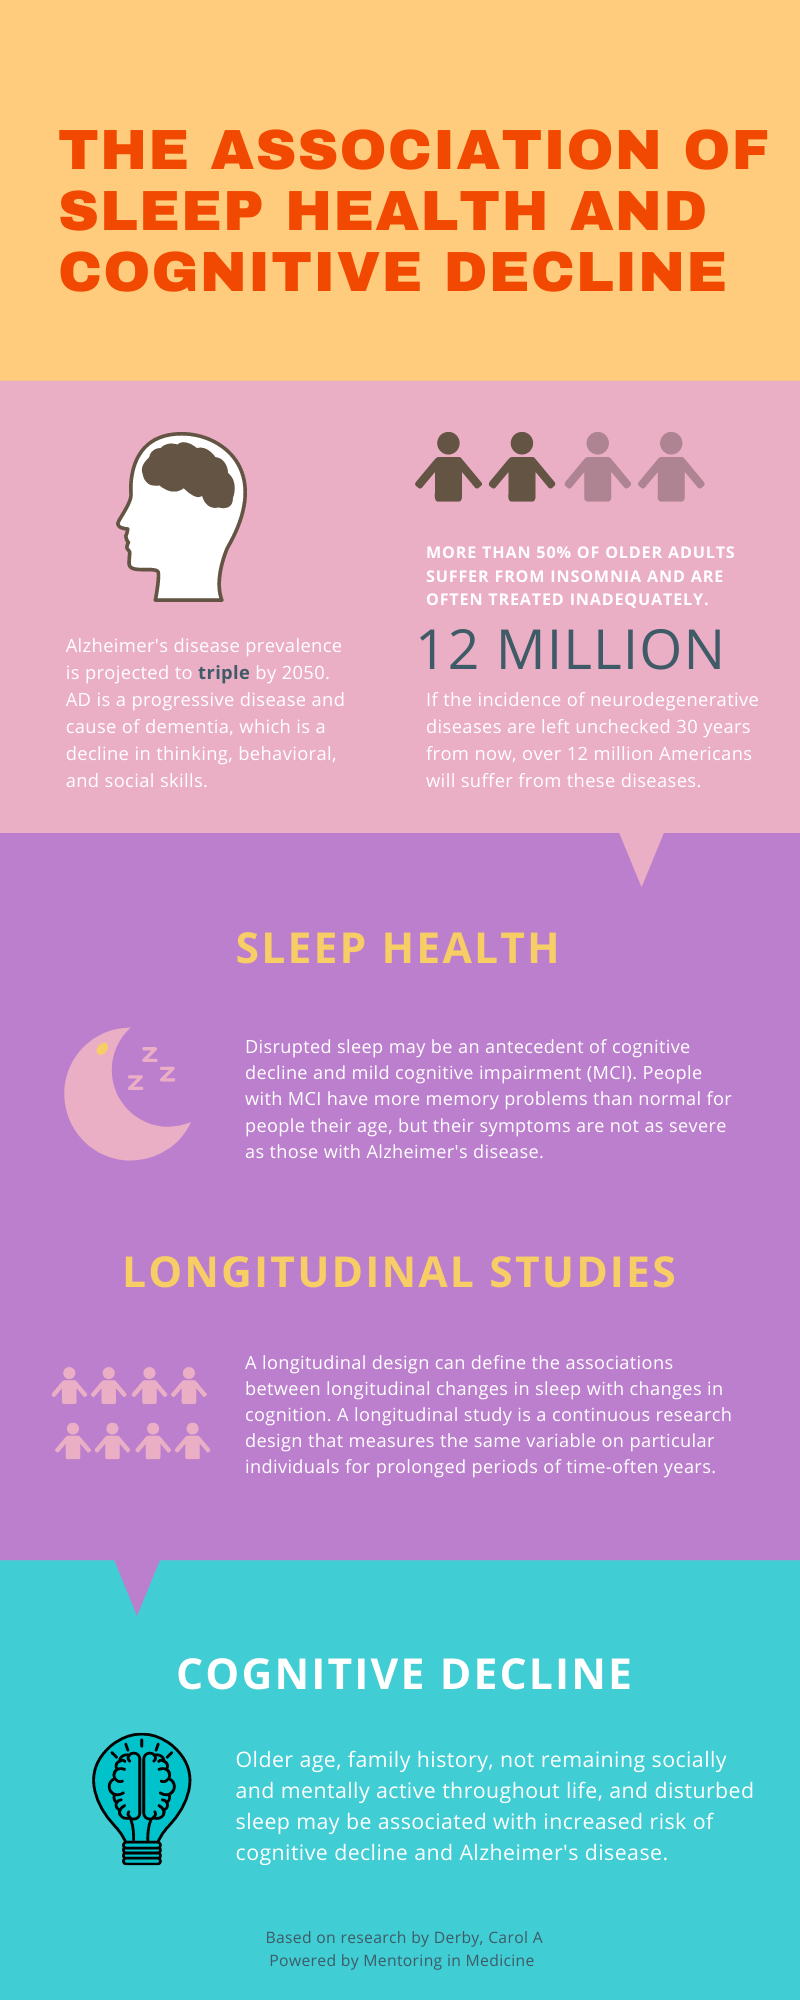 THE ASSOCIATION OF
SLEEP HEALTH AND
COGNITIVE DECLINE
Alzheimer's disease prevalence
is projected to triple by 2050.
AD is a progressive disease and
cause of dementia, which is a
decline in thinking, behavioral,
and social skills.
MORE THAN 50% OF OLDER ADULTS
SUFFER FROM INSOMNIA AND ARE
OFTEN TREATED INADEQUATELY.
12 MILLION
If the incidence of neurodegenerative
diseases are left unchecked 30 years
from now, over 12 million Americans
will suffer from these diseases.
SLEEP HEALTH
z
z
z
Disrupted sleep may be an antecedent of cognitive
decline and mild cognitive impairment (MCI). People
with MCI have more memory problems than normal for
people their age, but their symptoms are not as severe
as those with Alzheimer's disease.
LONGITUDINAL STUDIES
A longitudinal design can define the associations
between longitudinal changes in sleep with changes in
cognition. A longitudinal study is a continuous research
design that measures the same variable on particular
individuals for prolonged periods of time-often years.
COGNITIVE DECLINE
Older age, family history, not remaining socially
and mentally active throughout life, and disturbed
sleep may be associated with increased risk of
cognitive decline and Alzheimer's disease.
Based on research by Derby, Carol A
Powered by Mentoring in Medicine